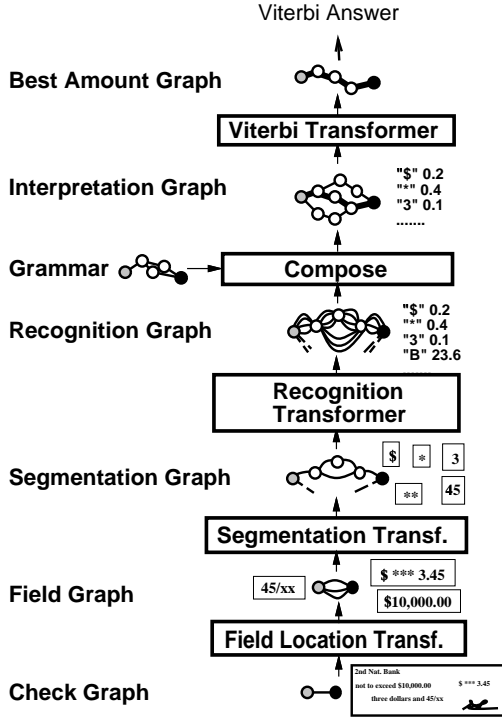 Viterbi Answer
Best Amount Graph
Viterbi Transformer
Interpretation Graph
"$" 0.2
"*" 0.4
"3" 0.1
.......
Grammar
Compose
Recognition Graph
"$" 0.2
"*" 0.4
"3" 0.1
"B" 23.6
.......
Recognition
Transformer
Segmentation Graph
$ * 3
** 45
Segmentation Transf.
Field Graph
45/xx
$ *** 3.45
$10,000.00
Field Location Transf.
Check Graph
2nd Nat. Bank
not to exceed $10,000.00 $ *** 3.45
three dollars and 45/xx